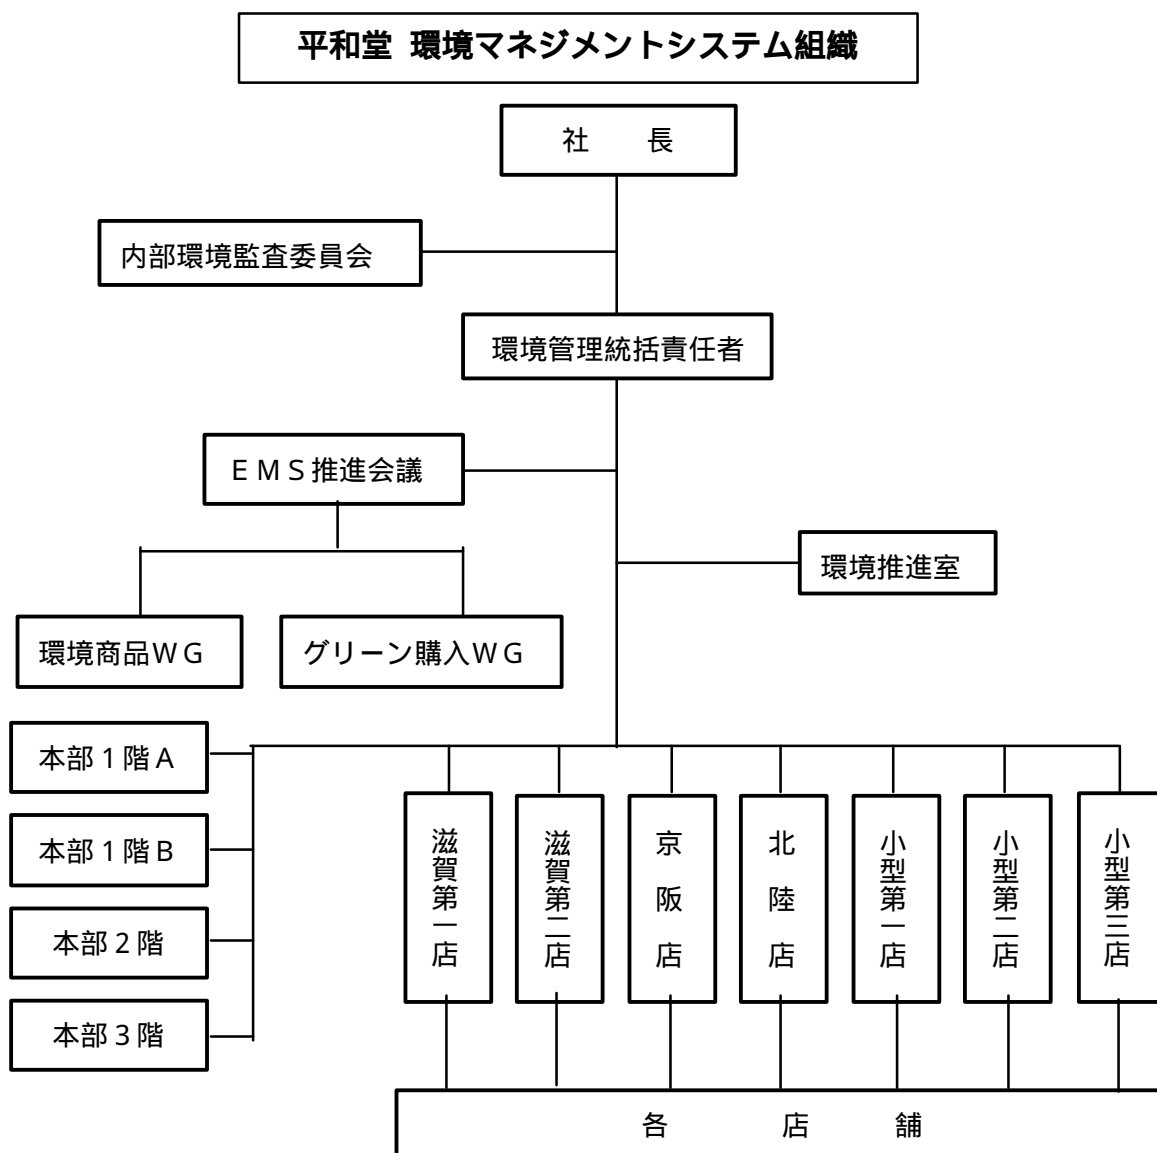 平和堂 環境マネジメントシステム組織
社　長
内部環境監査委員会
環境管理統括責任者
ＥＭＳ推進会議
環境推進室
環境商品ＷＧ
グリーン購入ＷＧ
本部１階Ａ
本部１階Ｂ
本部２階
本部３階
滋賀第一店
滋賀第二店
京阪店
北陸店
小型第一店
小型第二店
小型第三店
各　店　舗